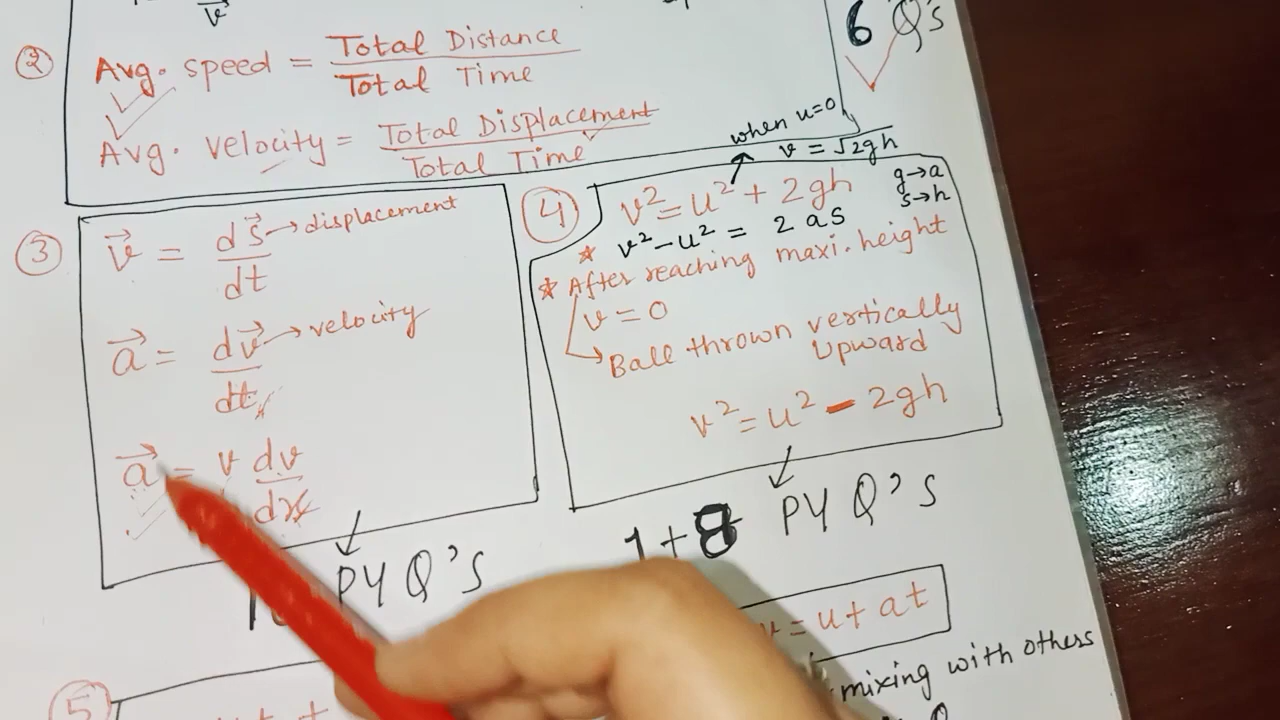 v⃗
6 Q's
② Avg. speed = Total Distance / Total Time
Avg. velocity = Total Displacement / Total Time
when u=0
v = √2gh
③ v⃗ = ds⃗/dt → displacement
a⃗ = dv⃗/dt → velocity
a⃗ = v dv/dx
PYQ's
④ v² = u² + 2gh
g→a
s→h
* v² - u² = 2as
* After reaching maxi. height
v = 0
Ball thrown vertically
upward
v² = u² - 2gh
1+8 PYQ's
⑤
v = u + at
mixing with others